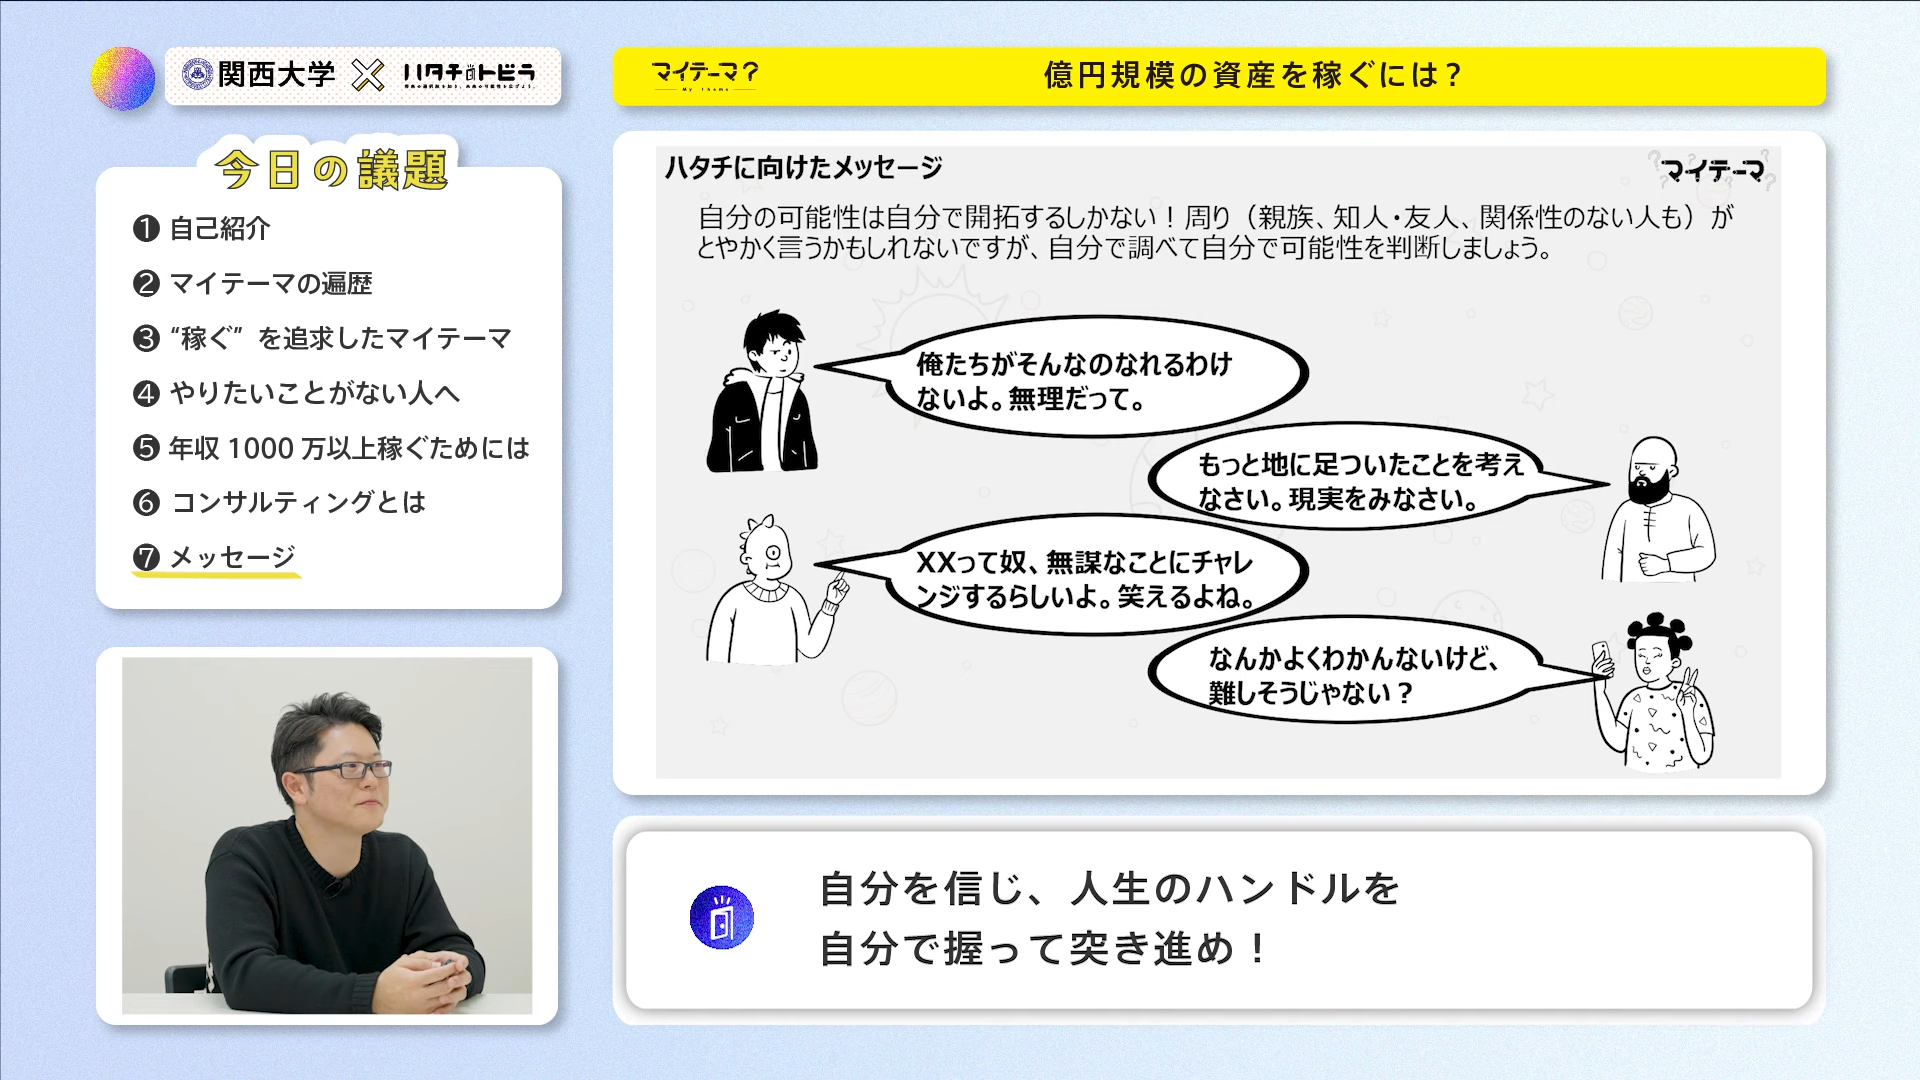 関西大学
ハタチのトビラ
マイテーマ?
My Theme
億円規模の資産を稼ぐには?
今日の議題
❶ 自己紹介
❷ マイテーマの遍歴
❸ “稼ぐ”を追求したマイテーマ
❹ やりたいことがない人へ
❺ 年収 1000 万以上稼ぐためには
❻ コンサルティングとは
❼ メッセージ
ハタチに向けたメッセージ
マイテーマ
自分の可能性は自分で開拓するしかない！周り（親族、知人・友人、関係性のない人も）が
とやかく言うかもしれないですが、自分で調べて自分で可能性を判断しましょう。
俺たちがそんなのなれるわけ
ないよ。無理だって。
もっと地に足ついたことを考え
なさい。現実をみなさい。
XXって奴、無謀なことにチャレ
ンジするらしいよ。笑えるよね。
なんかよくわかんないけど、
難しそうじゃない？
自分を信じ、人生のハンドルを
自分で握って突き進め！